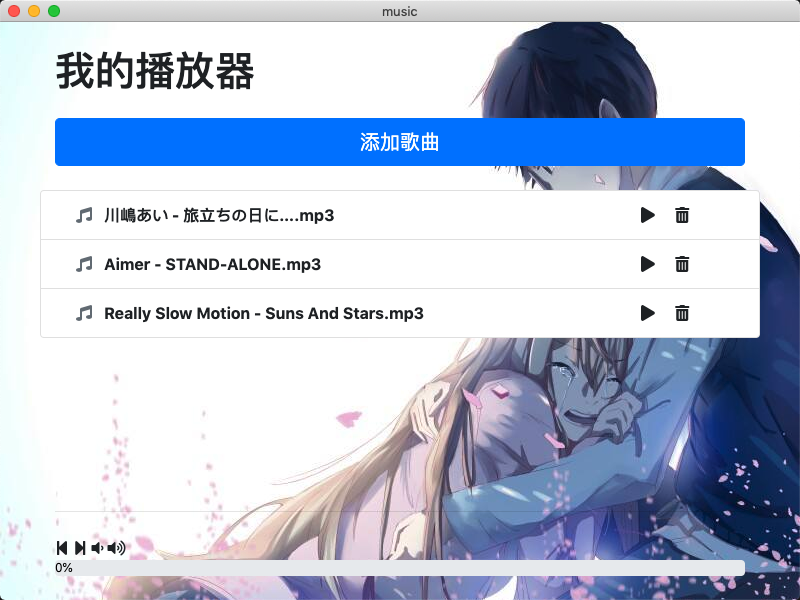 music
我的播放器
添加歌曲
川嶋あい - 旅立ちの日に....mp3
Aimer - STAND-ALONE.mp3
Really Slow Motion - Suns And Stars.mp3
0%